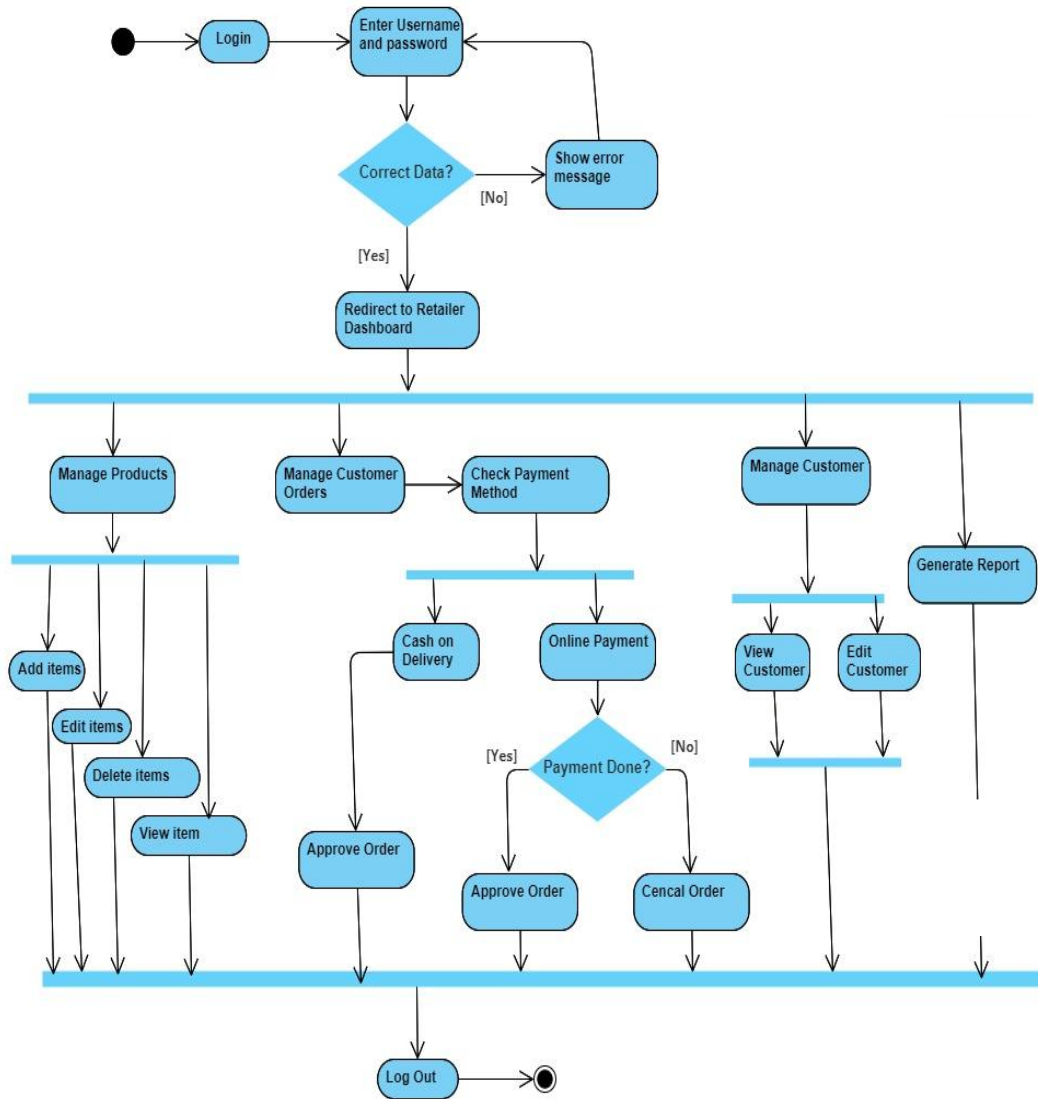 Login
Enter Username
and password
Correct Data?
[No]
Show error
message
[Yes]
Redirect to Retailer
Dashboard
Manage Products
Manage Customer
Orders
Check Payment
Method
Manage Customer
Generate Report
Add items
Edit items
Delete items
View item
Cash on
Delivery
Online Payment
View
Customer
Edit
Customer
[Yes]
Payment Done?
[No]
Approve Order
Approve Order
Cencal Order
Log Out